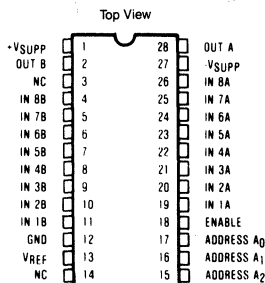 Top View
+VSUPP 1 28 OUT A
OUT B 2 27 -VSUPP
NC 3 26 IN 8A
IN 8B 4 25 IN 7A
IN 7B 5 24 IN 6A
IN 6B 6 23 IN 5A
IN 5B 7 22 IN 4A
IN 4B 8 21 IN 3A
IN 3B 9 20 IN 2A
IN 2B 10 19 IN 1A
IN 1B 11 18 ENABLE
GND 12 17 ADDRESS A0
VREF 13 16 ADDRESS A1
NC 14 15 ADDRESS A2